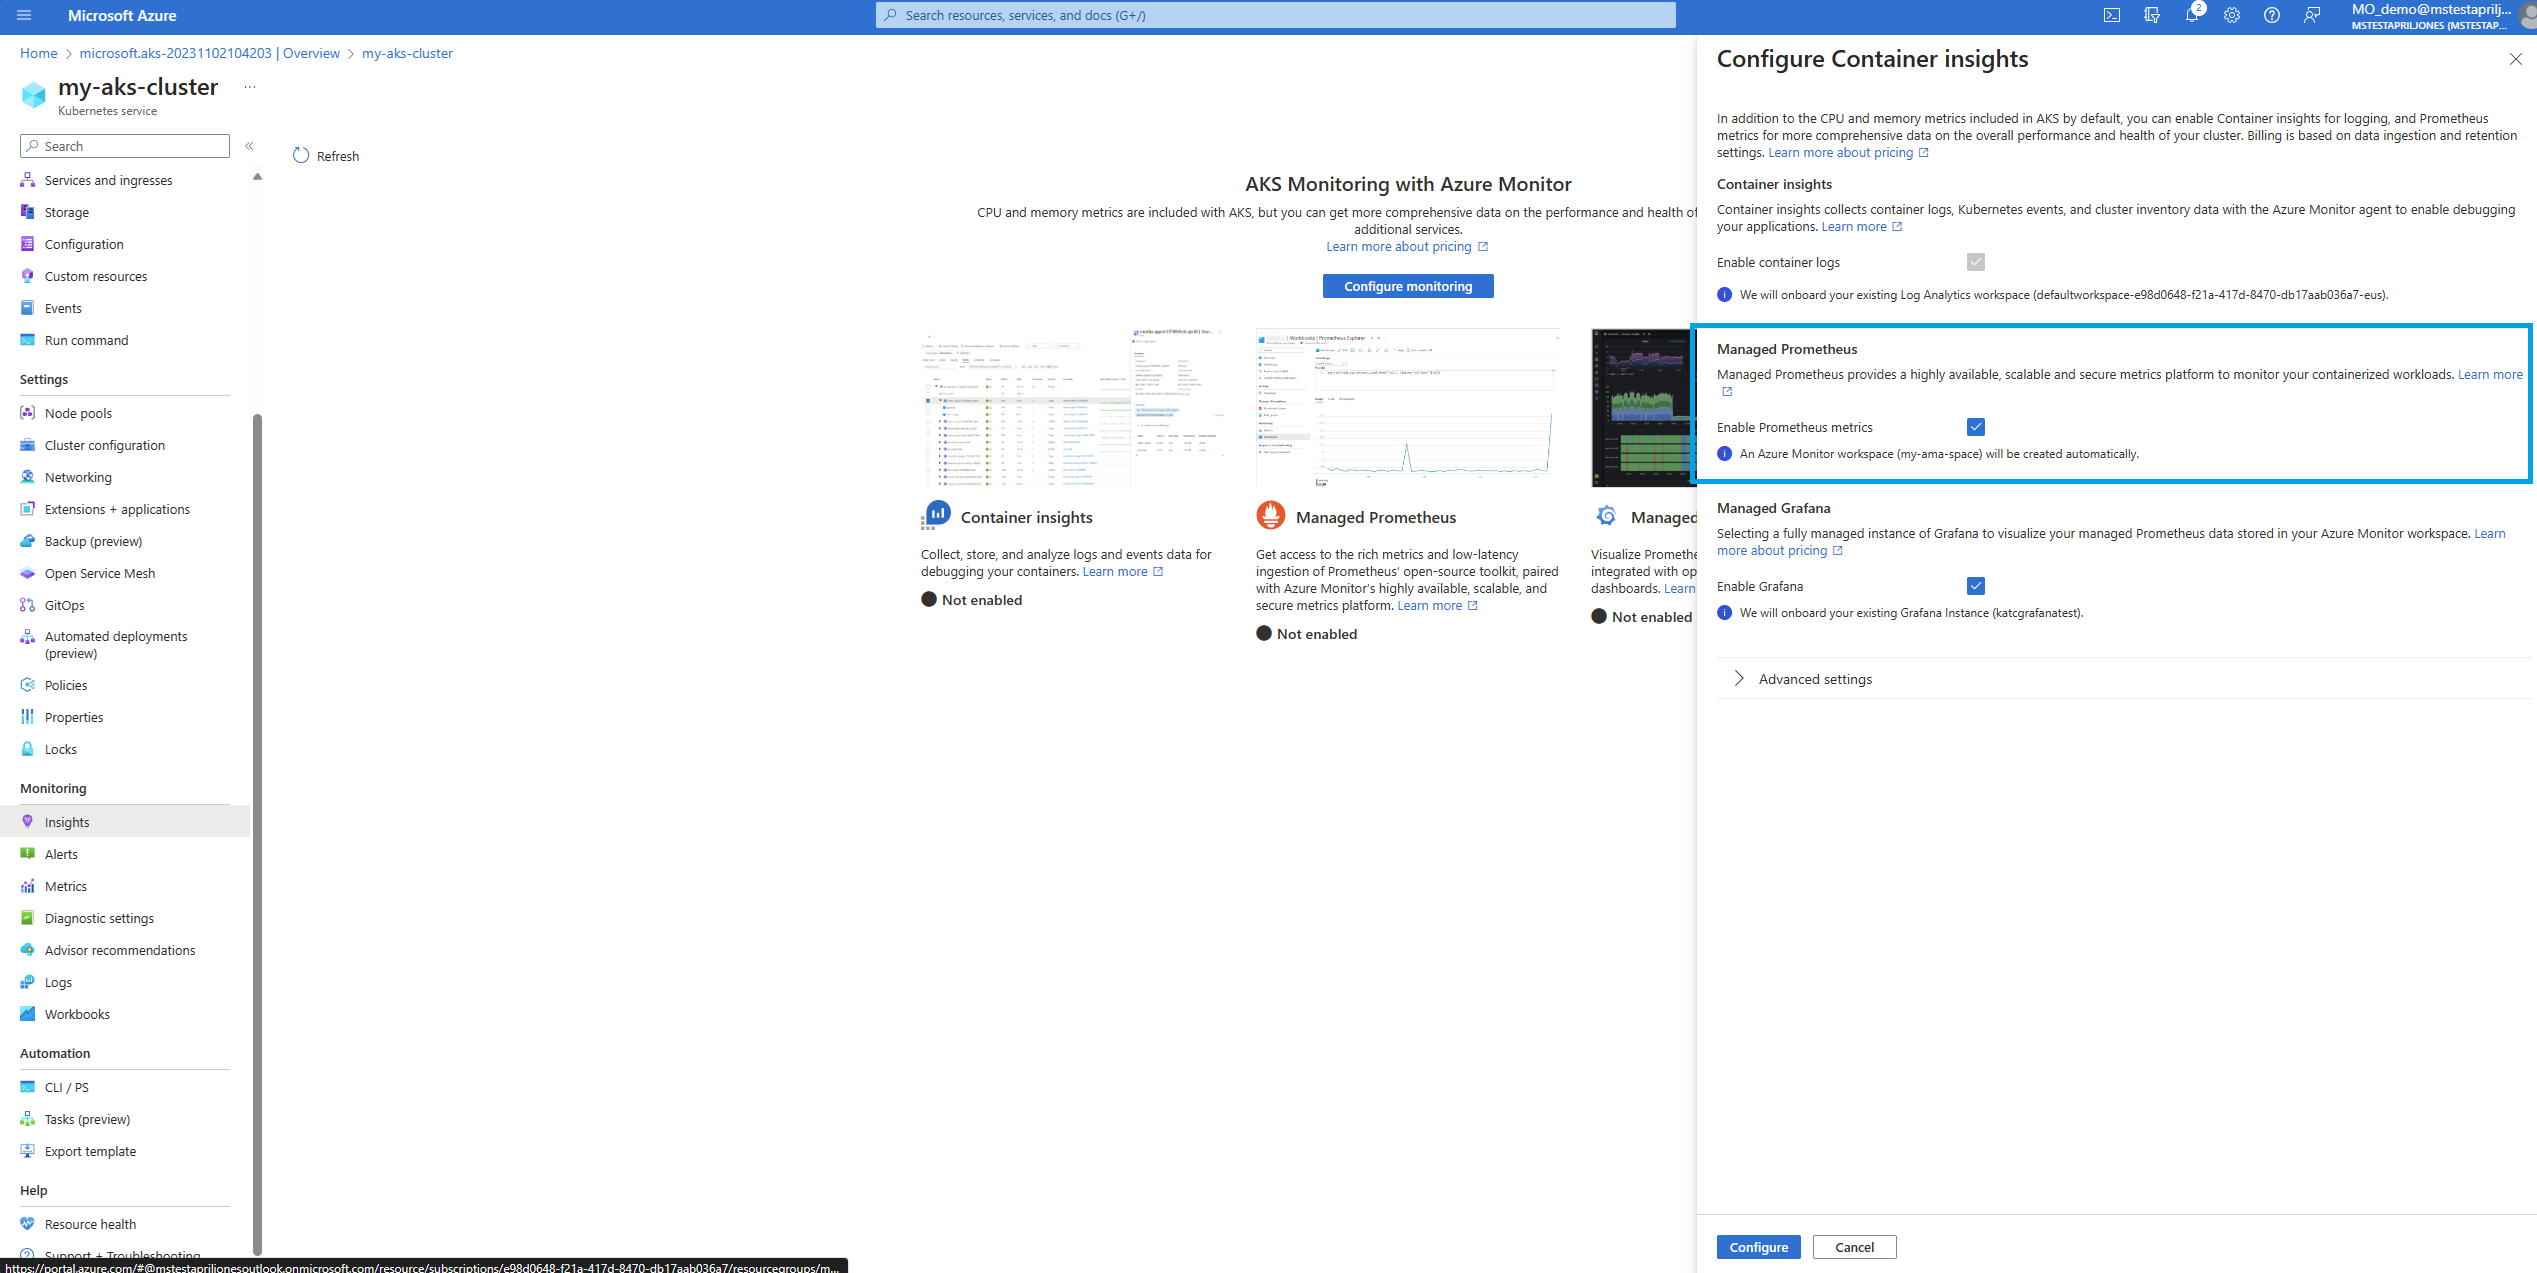 Microsoft Azure
Search resources, services, and docs (G+/)
2
MO_demo@mstestaprilj...
MSTESTAPRILJONES (MSTESTAP...
Home > microsoft.aks-20231102104203 | Overview > my-aks-cluster
my-aks-cluster ...
Kubernetes service
Search
«
Services and ingresses
Storage
Configuration
Custom resources
Events
Run command
Settings
Node pools
Cluster configuration
Networking
Extensions + applications
Backup (preview)
Open Service Mesh
GitOps
Automated deployments
(preview)
Policies
Properties
Locks
Monitoring
Insights
Alerts
Metrics
Diagnostic settings
Advisor recommendations
Logs
Workbooks
Automation
CLI / PS
Tasks (preview)
Export template
Help
Resource health
Support + Troubleshooting
https://portal.azure.com/#@mstestapriljonesoutlook.onmicrosoft.com/resource/subscriptions/e98d0648-f21a-417d-8470-db17aab036a7/resourcegroups/m...
Refresh
AKS Monitoring with Azure Monitor
CPU and memory metrics are included with AKS, but you can get more comprehensive data on the performance and health of
additional services.
Learn more about pricing
Configure monitoring
Workbooks | Prometheus Explorer
Container insights
Collect, store, and analyze logs and events data for
debugging your containers. Learn more
Not enabled
Managed Prometheus
Get access to the rich metrics and low-latency
ingestion of Prometheus' open-source toolkit, paired
with Azure Monitor's highly available, scalable, and
secure metrics platform. Learn more
Not enabled
Managed
Visualize Promethe
integrated with op
dashboards. Learn
Not enabled
Configure Container insights
In addition to the CPU and memory metrics included in AKS by default, you can enable Container insights for logging, and Prometheus
metrics for more comprehensive data on the overall performance and health of your cluster. Billing is based on data ingestion and retention
settings. Learn more about pricing
Container insights
Container insights collects container logs, Kubernetes events, and cluster inventory data with the Azure Monitor agent to enable debugging
your applications. Learn more
Enable container logs
We will onboard your existing Log Analytics workspace (defaultworkspace-e98d0648-f21a-417d-8470-db17aab036a7-eus).
Managed Prometheus
Managed Prometheus provides a highly available, scalable and secure metrics platform to monitor your containerized workloads. Learn more
Enable Prometheus metrics
An Azure Monitor workspace (my-ama-space) will be created automatically.
Managed Grafana
Selecting a fully managed instance of Grafana to visualize your managed Prometheus data stored in your Azure Monitor workspace. Learn
more about pricing
Enable Grafana
We will onboard your existing Grafana Instance (katcgrafanatest).
Advanced settings
Configure
Cancel